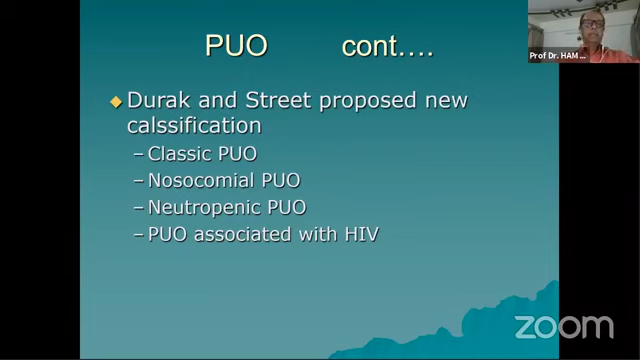 PUO cont….
Prof Dr. HAM ...
Durak and Street proposed new
calssification
– Classic PUO
– Nosocomial PUO
– Neutropenic PUO
– PUO associated with HIV
zoom